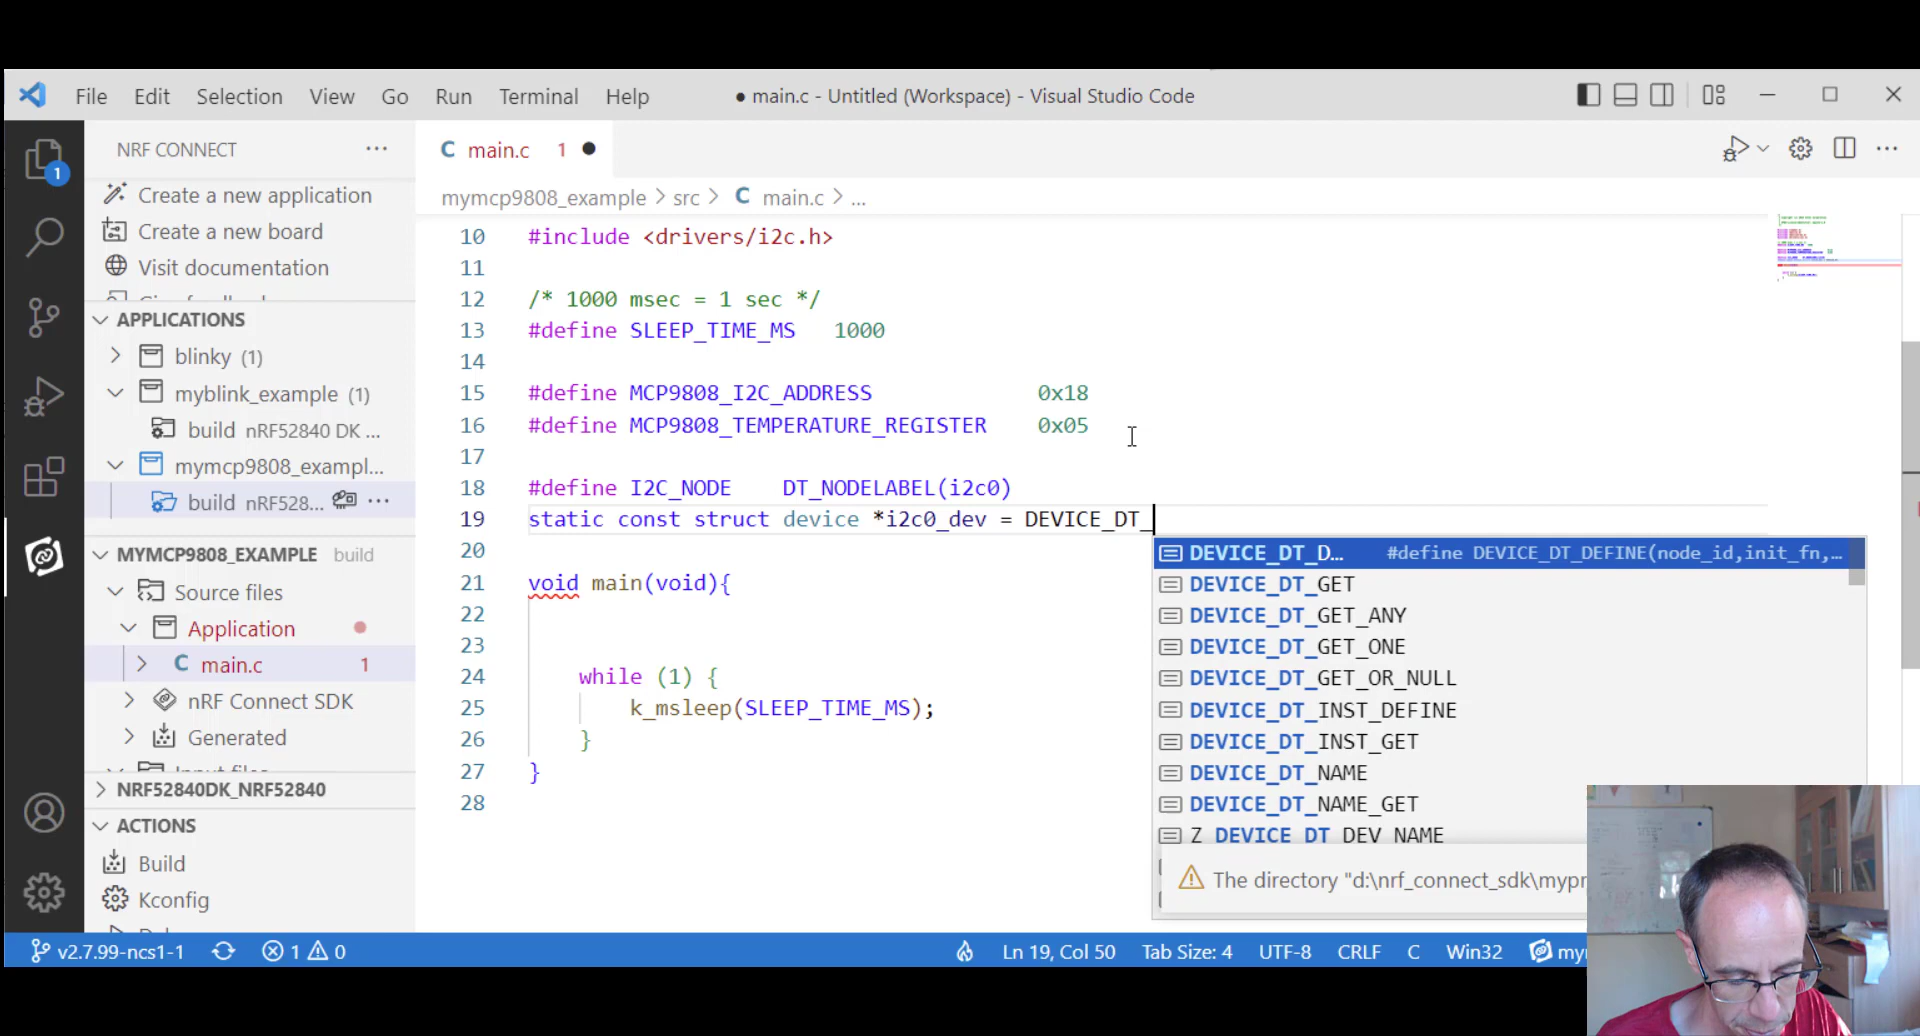 File Edit Selection View Go Run Terminal Help
● main.c - Untitled (Workspace) - Visual Studio Code
1
NRF CONNECT ...
Create a new application
Create a new board
Visit documentation
APPLICATIONS
blinky (1)
myblink_example (1)
build nRF52840 DK ...
mymcp9808_exampl...
build nRF528... ...
MYMCP9808_EXAMPLE build
Source files
Application
C main.c 1
nRF Connect SDK
Generated
Input files
NRF52840DK_NRF52840
ACTIONS
Build
Kconfig
C main.c 1 ●
mymcp9808_example > src > C main.c > ...
10 #include <drivers/i2c.h>
11
12 /* 1000 msec = 1 sec */
13 #define SLEEP_TIME_MS 1000
14
15 #define MCP9808_I2C_ADDRESS 0x18
16 #define MCP9808_TEMPERATURE_REGISTER 0x05
17
18 #define I2C_NODE DT_NODELABEL(i2c0)
19 static const struct device *i2c0_dev = DEVICE_DT_
20
21 void main(void){
22
23
24 while (1) {
25 k_msleep(SLEEP_TIME_MS);
26 }
27 }
28
DEVICE_DT_D... #define DEVICE_DT_DEFINE(node_id,init_fn,...
DEVICE_DT_GET
DEVICE_DT_GET_ANY
DEVICE_DT_GET_ONE
DEVICE_DT_GET_OR_NULL
DEVICE_DT_INST_DEFINE
DEVICE_DT_INST_GET
DEVICE_DT_NAME
DEVICE_DT_NAME_GET
Z_DEVICE_DT_DEV_NAME
The directory "d:\nrf_connect_sdk\mypr
v2.7.99-ncs1-1 1 0 Ln 19, Col 50 Tab Size: 4 UTF-8 CRLF C Win32